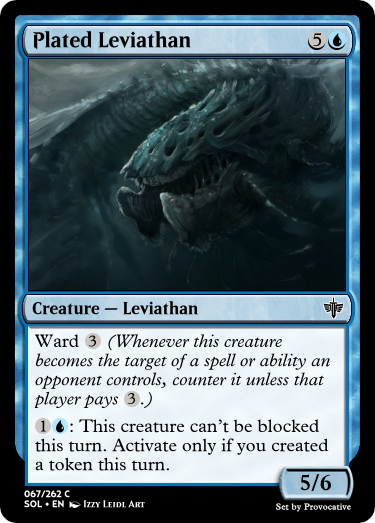 Plated Leviathan 5
Creature — Leviathan
Ward 3 (Whenever this creature
becomes the target of a spell or ability an
opponent controls, counter it unless that
player pays 3.)
1: This creature can't be blocked
this turn. Activate only if you created
a token this turn.
5/6
067/262 C
SOL • EN Izzy Leidl Art
Set by Provocative